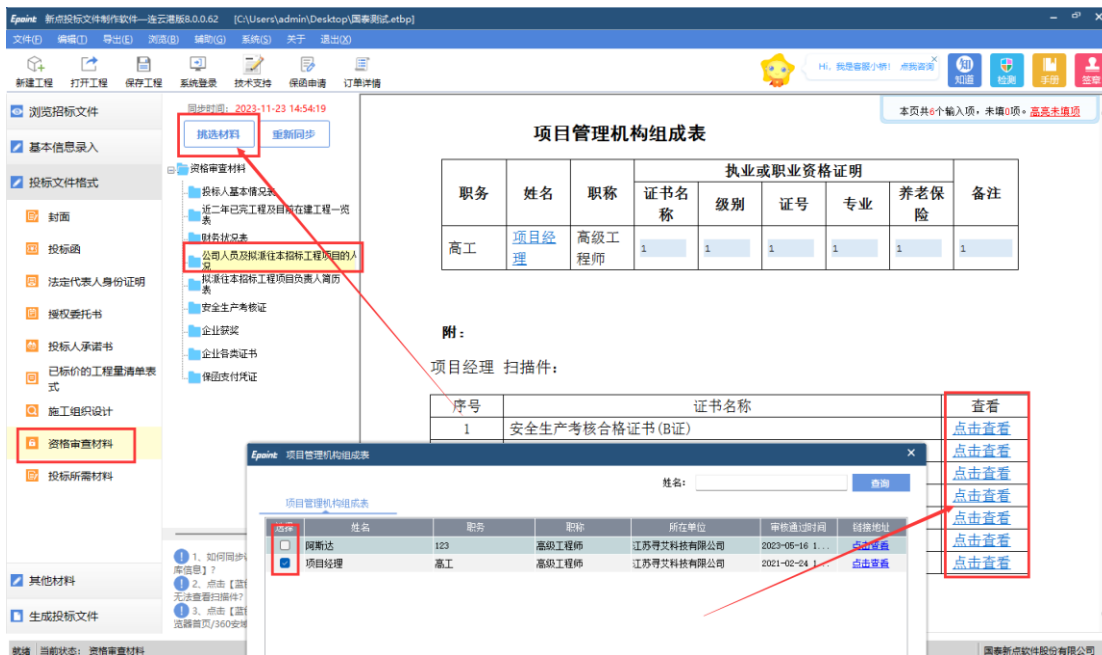 Epoint 新点投标文件制作软件—连云港版8.0.0.62 [C:\Users\admin\Desktop\国泰测试.etbp]
文件(F) 编辑(I) 导出(E) 浏览(B) 辅助(G) 系统(S) 关于 退出(X)
新建工程 打开工程 保存工程 系统登录 技术支持 保函申请 订单详情
Hi, 我是客服小桥! 点我咨询
知道 检测 手册 签章
浏览招标文件
基本信息录入
投标文件格式
封面
投标函
法定代表人身份证明
授权委托书
投标人承诺书
已标价的工程量清单表
式
施工组织设计
资格审查材料
投标所需材料
其他材料
生成投标文件
同步时间: 2023-11-23 14:54:19
挑选材料 重新同步
资格审查材料
投标人基本情况表
近二年已完工程及目前在建工程一览
表
财务状况表
公司人员及拟派往本招标工程项目的人
况
拟派往本招标工程项目负责人简历
表
安全生产考核证
企业获奖
企业各类证书
保函支付凭证
1、如何同步
库信息】?
2、点击【蓝
无法查看扫描件?
3、点击【蓝
览器首页/360安
本页共6个输入项,未填0项。高亮未填项
项目管理机构组成表
职务 姓名 职称 执业或职业资格证明 备注
证书名
称 级别 证号 专业 养老保
险
高工 项目经
理 高级工
程师 1 1 1 1 1 1
附:
项目经理 扫描件:
序号 证书名称 查看
1 安全生产考核合格证书(B证) 点击查看
点击查看
点击查看
点击查看
点击查看
点击查看
点击查看
Epoint 项目管理机构组成表
姓名: 查询
项目管理机构组成表
选择 姓名 职务 职称 所在单位 审核通过时间 链接地址
阿斯达 123 高级工程师 江苏寻艾科技有限公司 2023-05-16 1... 点击查看
项目经理 高工 高级工程师 江苏寻艾科技有限公司 2021-02-24 1... 点击查看
就绪 当前状态: 资格审查材料 国泰新点软件股份有限公司